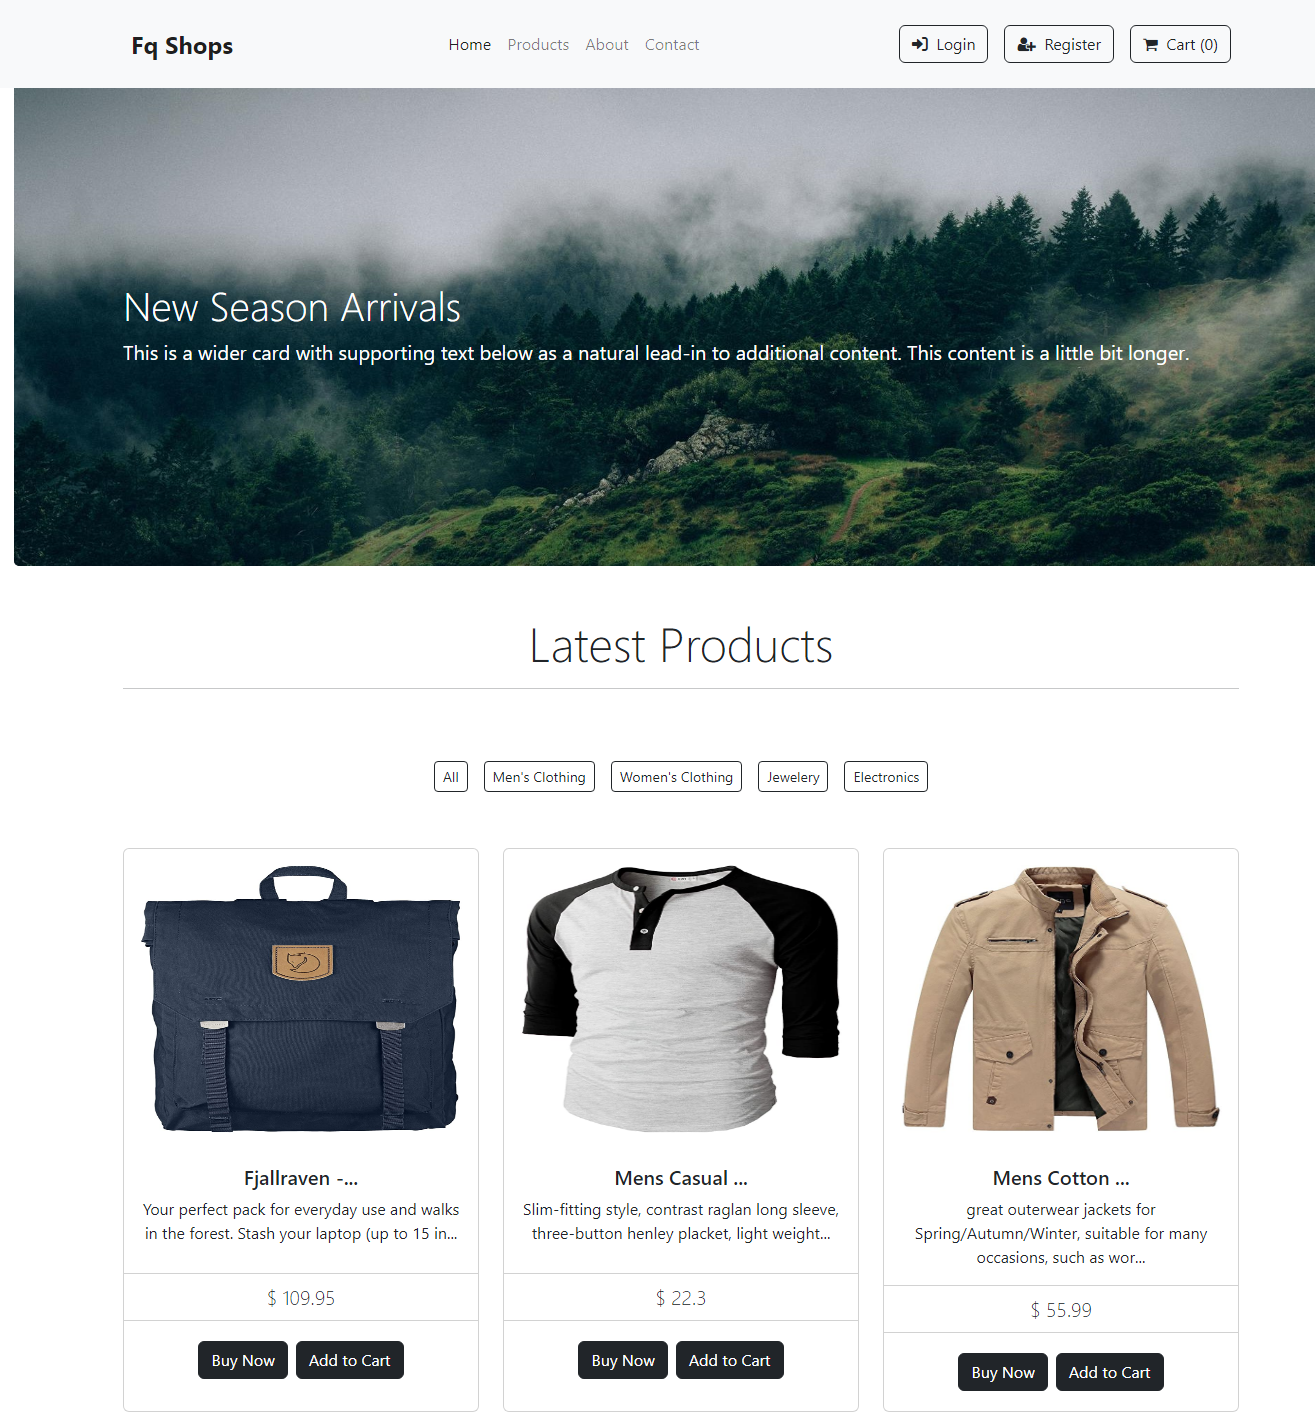 Fq Shops
Home Products About Contact
Login Register Cart (0)
New Season Arrivals
This is a wider card with supporting text below as a natural lead-in to additional content. This content is a little bit longer.
Latest Products
All Men's Clothing Women's Clothing Jewelery Electronics
Fjallraven -...
Your perfect pack for everyday use and walks
in the forest. Stash your laptop (up to 15 in...
$ 109.95
Buy Now Add to Cart
Mens Casual ...
Slim-fitting style, contrast raglan long sleeve,
three-button henley placket, light weight...
$ 22.3
Buy Now Add to Cart
Mens Cotton ...
great outerwear jackets for
Spring/Autumn/Winter, suitable for many
occasions, such as wor...
$ 55.99
Buy Now Add to Cart